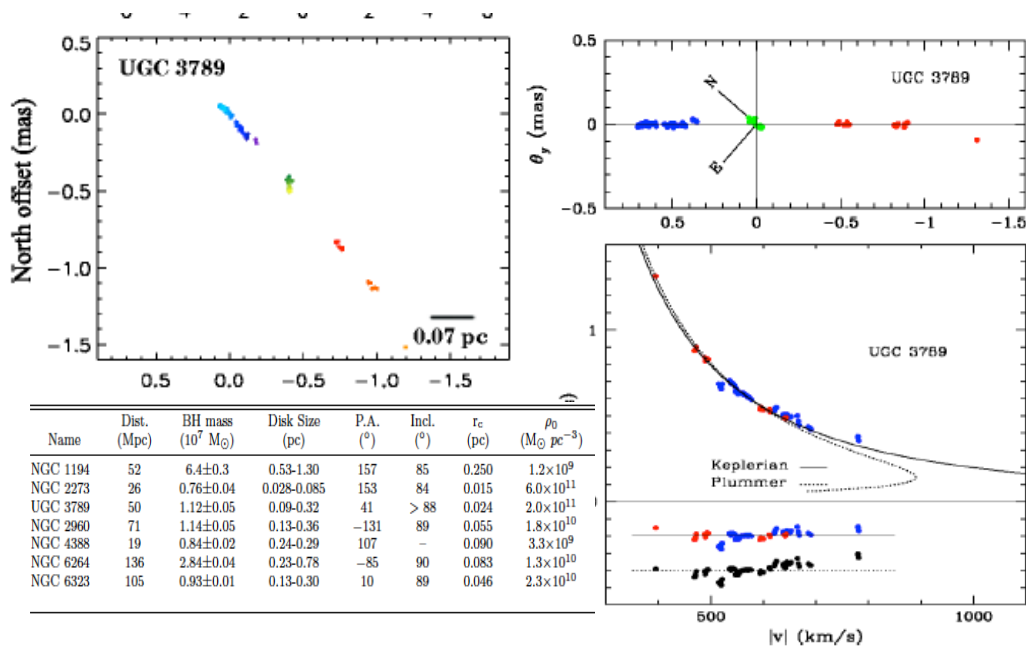 UGC 3789
North offset (mas)
0.5
0.0
−0.5
−1.0
−1.5
0.07 pc
0.5 0.0 −0.5 −1.0 −1.5
UGC 3789
θy (mas)
0.5
0
−0.5
N
E
0.5 0 −0.5 −1 −1.5
1
UGC 3789
Keplerian
Plummer
500 1000
|v| (km/s)
Dist. BH mass Disk Size P.A. Incl. rc ρ0
Name (Mpc) (10⁷ M⊙) (pc) (°) (°) (pc) (M⊙ pc⁻³)
NGC 1194 52 6.4±0.3 0.53-1.30 157 85 0.250 1.2×10⁹
NGC 2273 26 0.76±0.04 0.028-0.085 153 84 0.015 6.0×10¹¹
UGC 3789 50 1.12±0.05 0.09-0.32 41 > 88 0.024 2.0×10¹¹
NGC 2960 71 1.14±0.05 0.13-0.36 −131 89 0.055 1.8×10¹⁰
NGC 4388 19 0.84±0.02 0.24-0.29 107 – 0.090 3.3×10⁹
NGC 6264 136 2.84±0.04 0.23-0.78 −85 90 0.083 1.3×10¹⁰
NGC 6323 105 0.93±0.01 0.13-0.30 10 89 0.046 2.3×10¹⁰